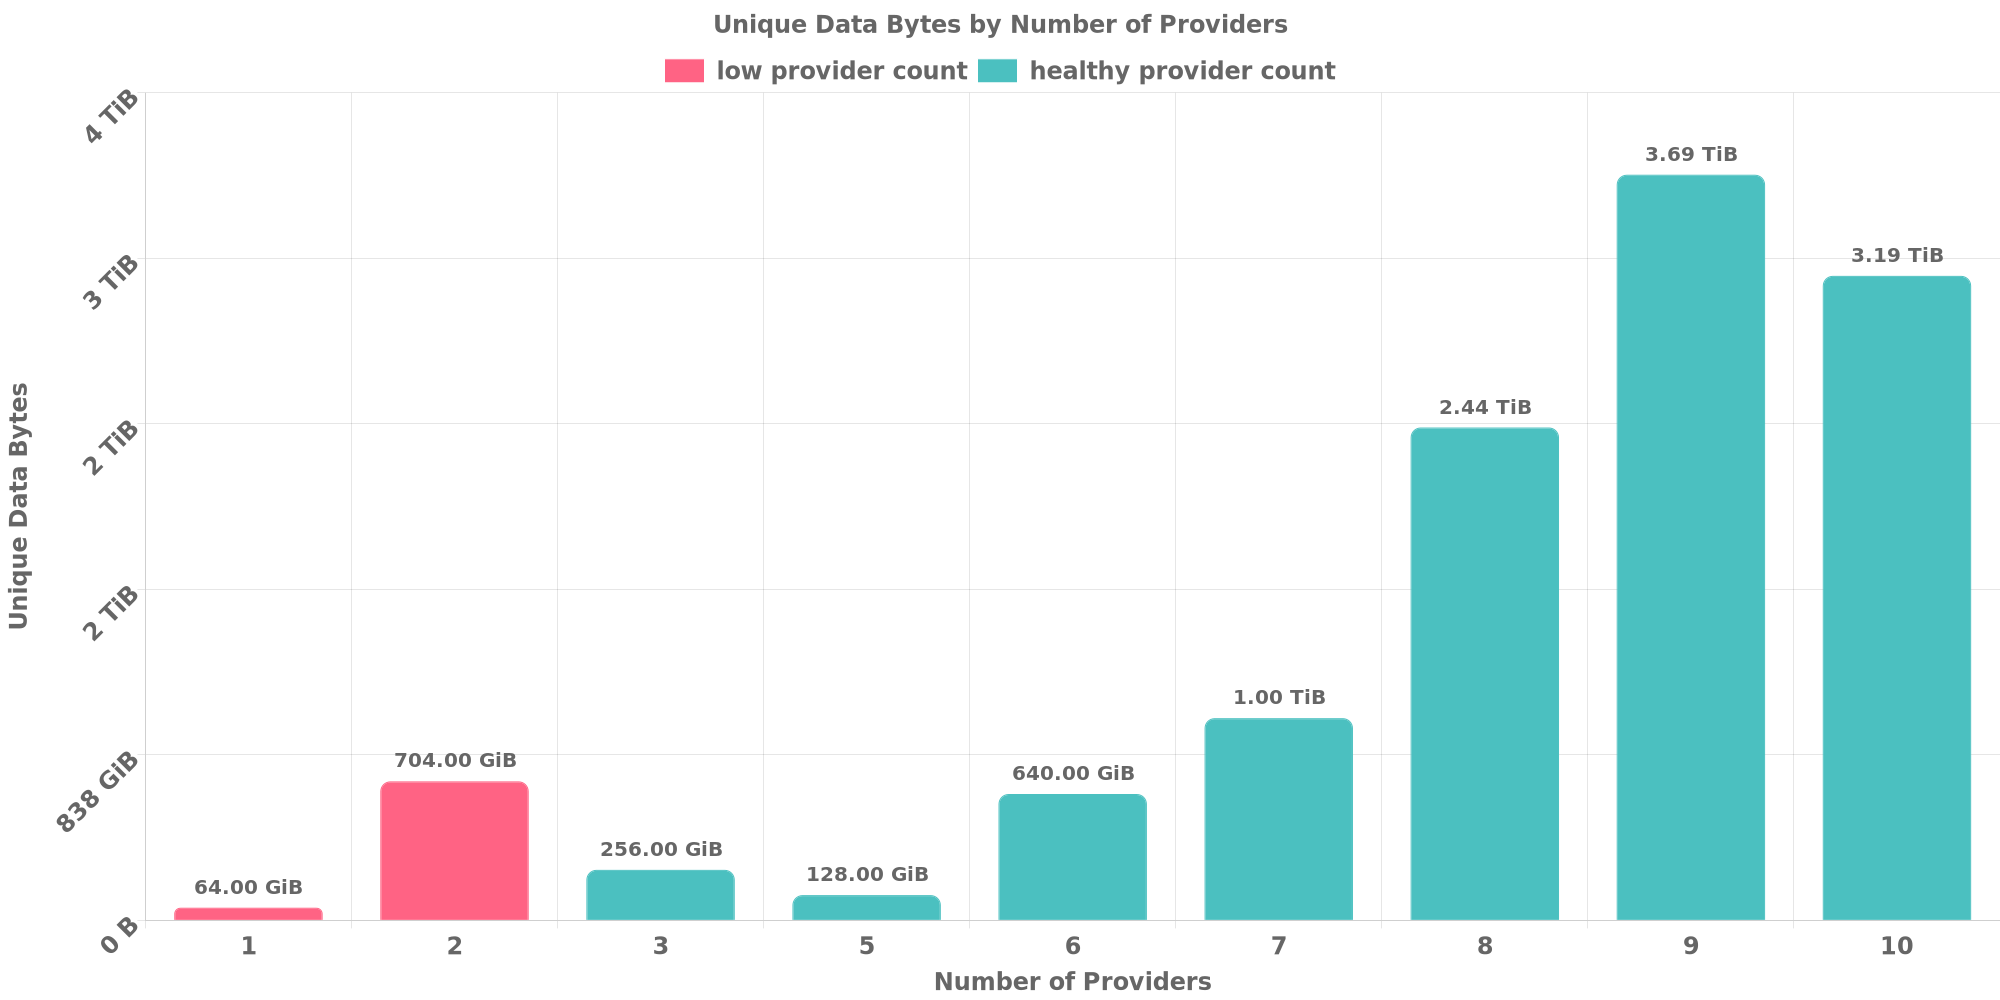 Unique Data Bytes by Number of Providers
low provider count healthy provider count
4 TiB
3 TiB
2 TiB
2 TiB
838 GiB
0 B
Unique Data Bytes
64.00 GiB
704.00 GiB
256.00 GiB
128.00 GiB
640.00 GiB
1.00 TiB
2.44 TiB
3.69 TiB
3.19 TiB
1 2 3 5 6 7 8 9 10
Number of Providers